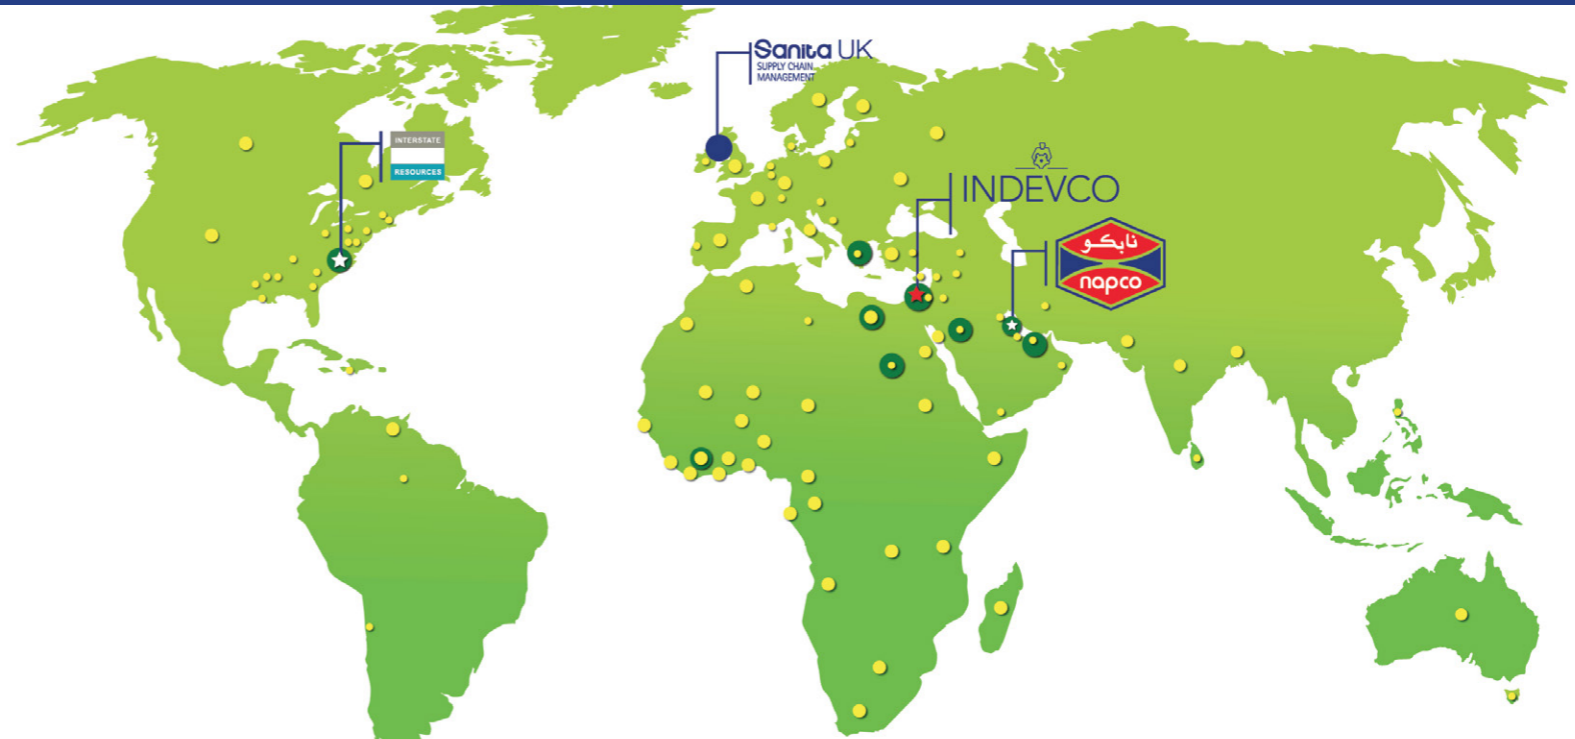 Sanita UK
SUPPLY CHAIN
MANAGEMENT
INTERSTATE
RESOURCES
INDEVCO
نابكو
napco